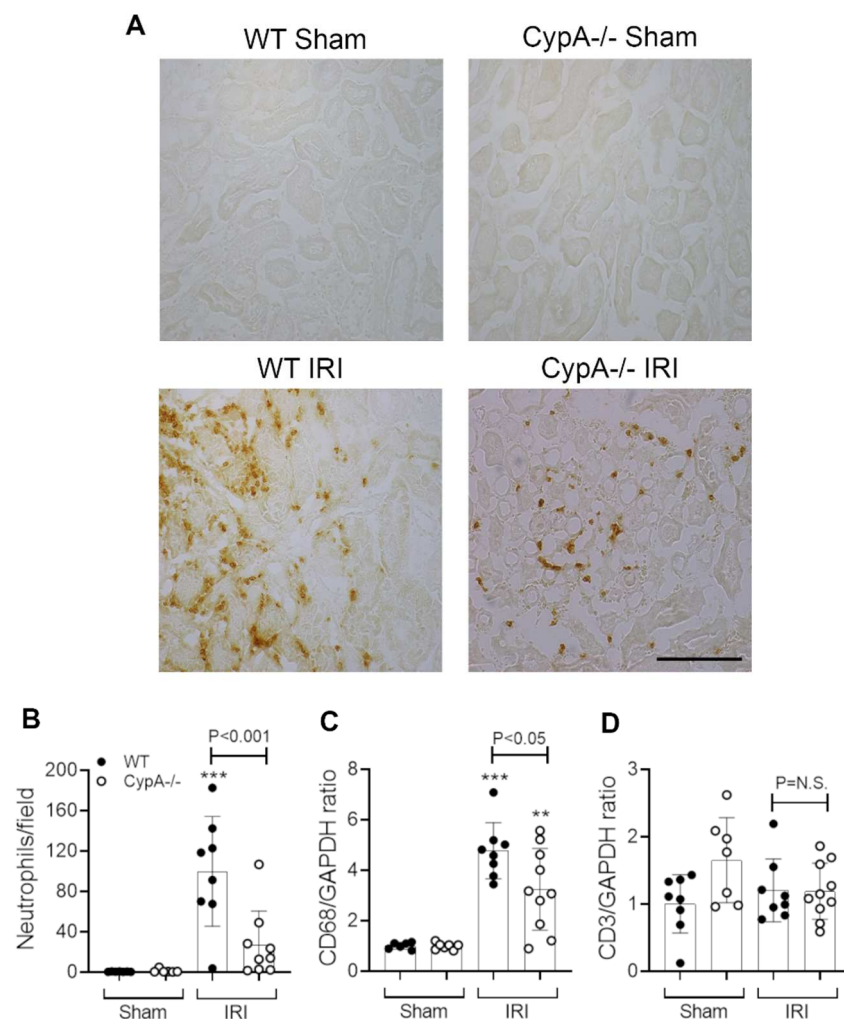 A
WT Sham
CypA-/- Sham
WT IRI
CypA-/- IRI
B
WT
CypA-/-
P<0.001
***
Neutrophils/field
200
160
120
80
40
0
Sham
IRI
C
P<0.05
***
**
CD68/GAPDH ratio
8
6
4
2
0
Sham
IRI
D
P=N.S.
CD3/GAPDH ratio
3
2
1
0
Sham
IRI